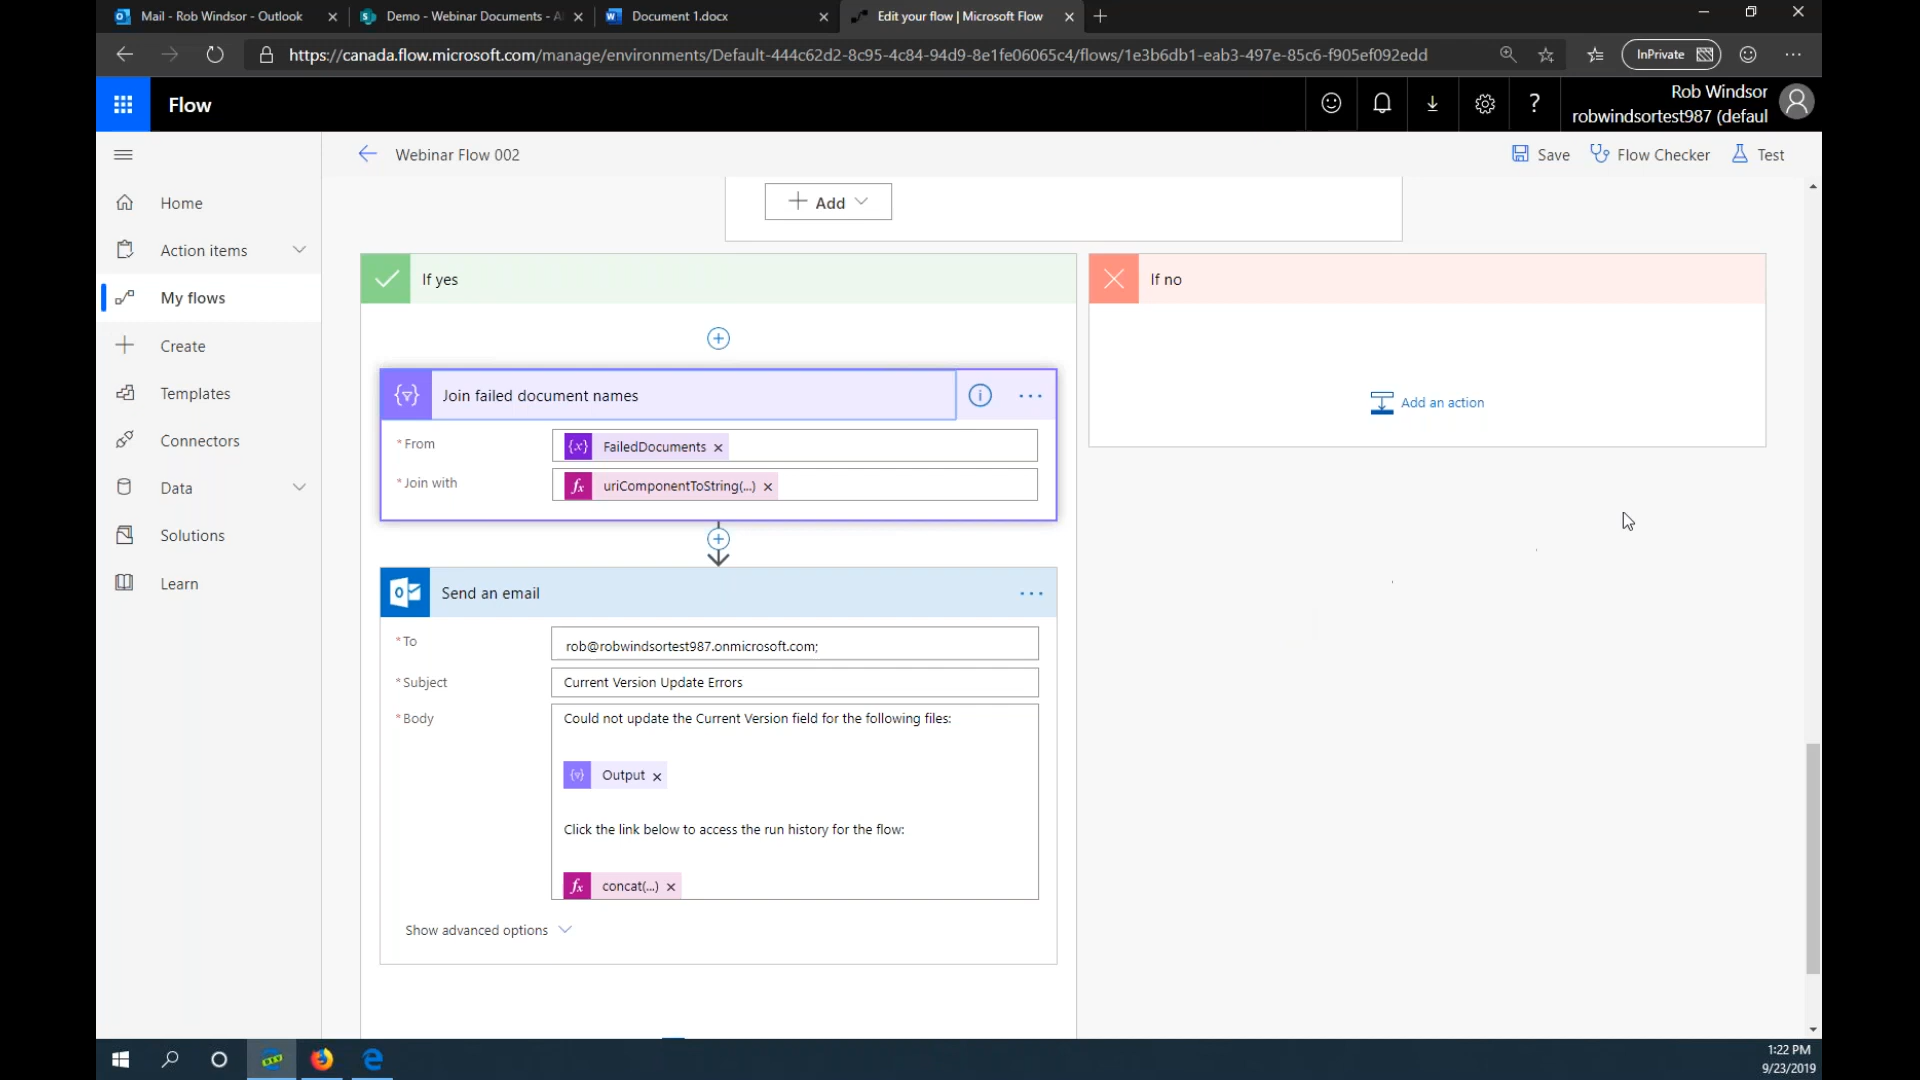 Mail - Rob Windsor - Outlook
Demo - Webinar Documents - A
Document 1.docx
Edit your flow | Microsoft Flow
https://canada.flow.microsoft.com/manage/environments/Default-444c62d2-8c95-4c84-94d9-8e1fe06065c4/flows/1e3b6db1-eab3-497e-85c6-f905ef092edd
InPrivate
Flow
?
Rob Windsor
robwindsortest987 (defaul
Webinar Flow 002
Save
Flow Checker
Test
Home
Action items
My flows
Create
Templates
Connectors
Data
Solutions
Learn
Add
If yes
If no
Add an action
Join failed document names
* From
FailedDocuments
* Join with
fx
uriComponentToString(...)
Send an email
* To
rob@robwindsortest987.onmicrosoft.com;
* Subject
Current Version Update Errors
* Body
Could not update the Current Version field for the following files:
Output
Click the link below to access the run history for the flow:
fx
concat(...)
Show advanced options
1:22 PM
9/23/2019